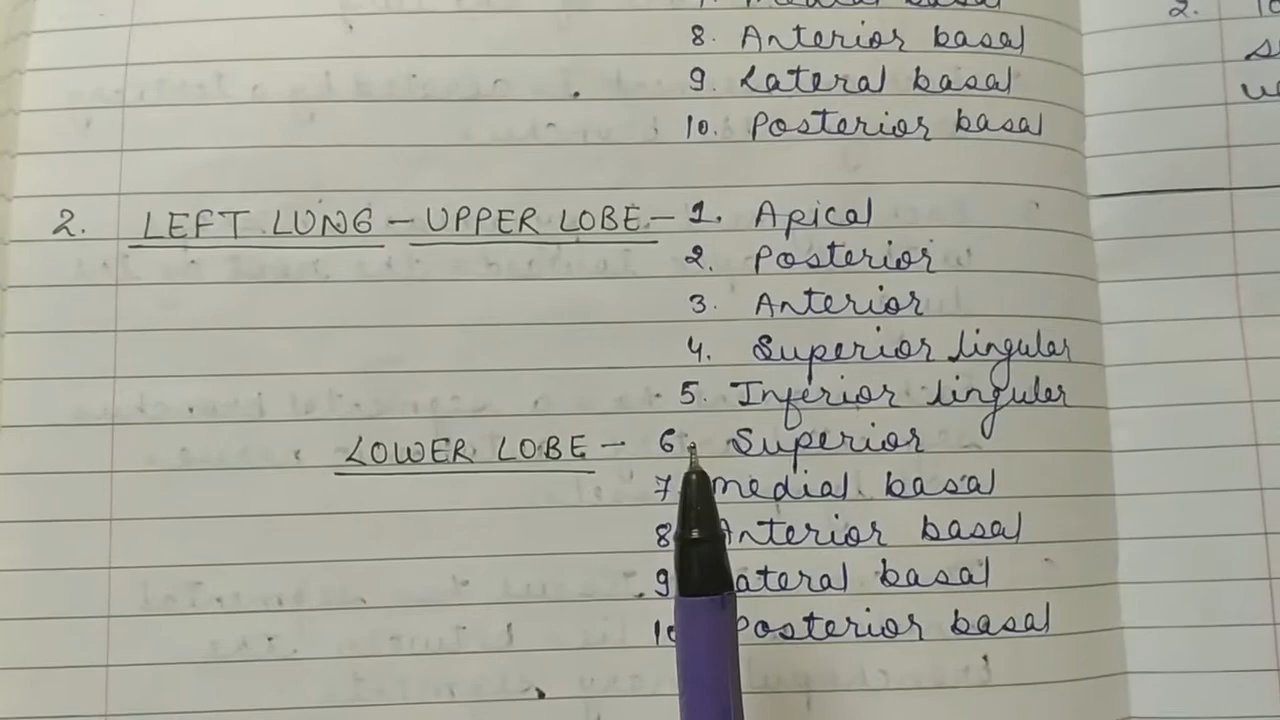 8. Anterior basal
9. Lateral basal
10. Posterior basal
2. LEFT LUNG - UPPER LOBE - 1. Apical
2. Posterior
3. Anterior
4. Superior lingular
5. Inferior lingular
LOWER LOBE - 6. Superior
7 medial basal
8 Anterior basal
9 ateral basal
10 Posterior basal
2.